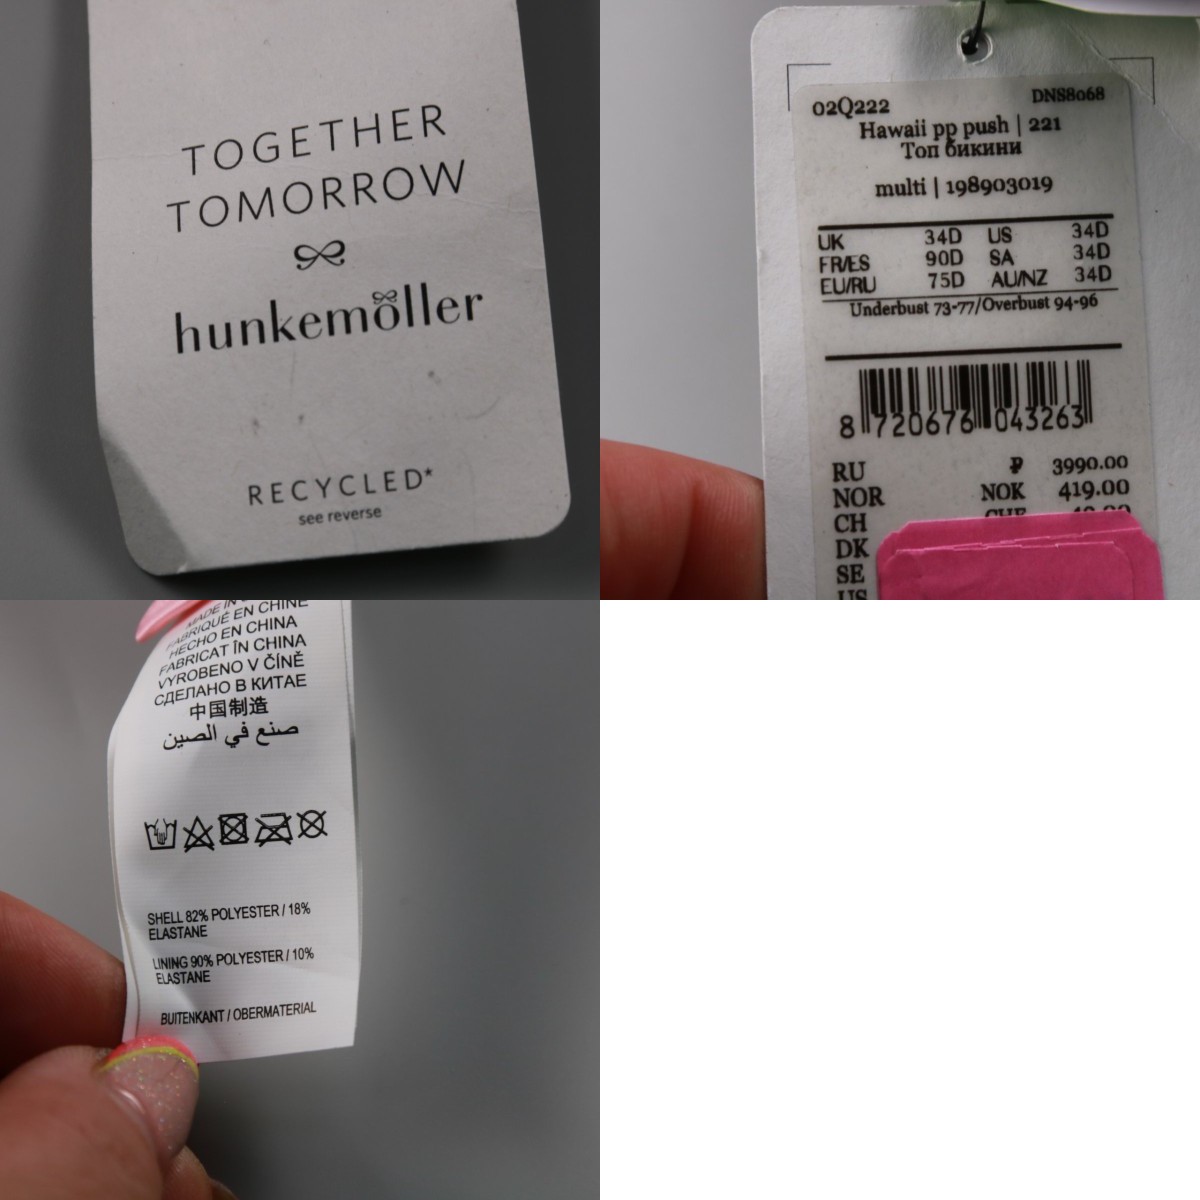 TOGETHER
TOMORROW
hunkemöller
RECYCLED*
see reverse
02Q222 DNS8068
Hawaii pp push | 221
Топ бикини
multi | 198903019
UK 34D US 34D
FR/ES 90D SA 34D
EU/RU 75D AU/NZ 34D
Underbust 73-77/Overbust 94-96
8 720676 043263
RU ₽ 3990.00
NOR NOK 419.00
CH CHF
DK
SE
US
MADE IN
FABRIQUÉ EN CHINE
HECHO EN CHINA
FABRICAT ÎN CHINA
VYROBENO V ČÍNĚ
СДЕЛАНО В КИТАЕ
中国制造
صنع في الصين
SHELL 82% POLYESTER / 18%
ELASTANE
LINING 90% POLYESTER / 10%
ELASTANE
BUITENKANT / OBERMATERIAL